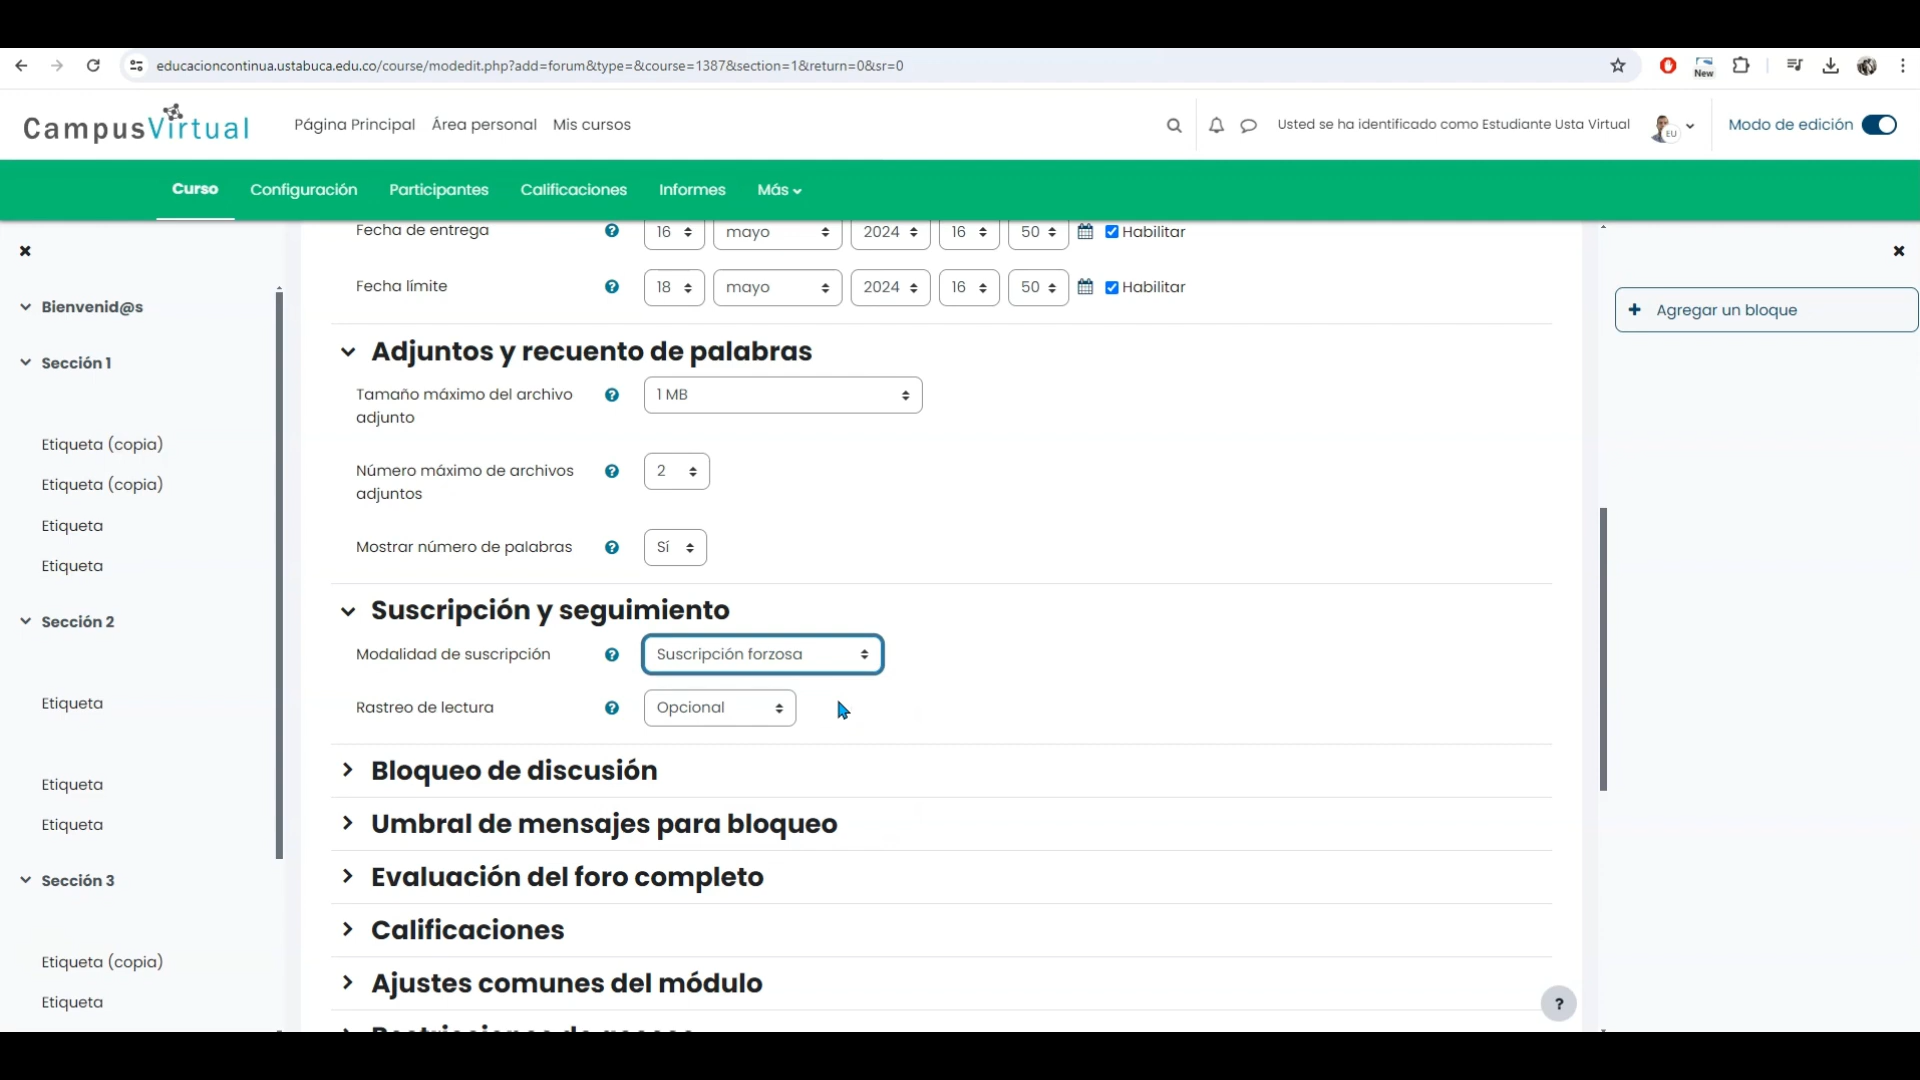 educacioncontinua.ustabuca.edu.co/course/modedit.php?add=forum&type=&course=1387&section=1&return=0&sr=0
New
CampusVirtual
Página Principal Área personal Mis cursos
Usted se ha identificado como Estudiante Usta Virtual
EU
Modo de edición
Curso Configuración Participantes Calificaciones Informes Más
Fecha de entrega ? 16 mayo 2024 16 50 Habilitar
Fecha límite ? 18 mayo 2024 16 50 Habilitar
Adjuntos y recuento de palabras
Tamaño máximo del archivo
adjunto
? 1 MB
Número máximo de archivos
adjuntos
? 2
Mostrar número de palabras ? Sí
Suscripción y seguimiento
Modalidad de suscripción ? Suscripción forzosa
Rastreo de lectura ? Opcional
Bloqueo de discusión
Umbral de mensajes para bloqueo
Evaluación del foro completo
Calificaciones
Ajustes comunes del módulo
Bienvenid@s
Sección 1
Etiqueta (copia)
Etiqueta (copia)
Etiqueta
Etiqueta
Sección 2
Etiqueta
Etiqueta
Etiqueta
Sección 3
Etiqueta (copia)
Etiqueta
+ Agregar un bloque
?